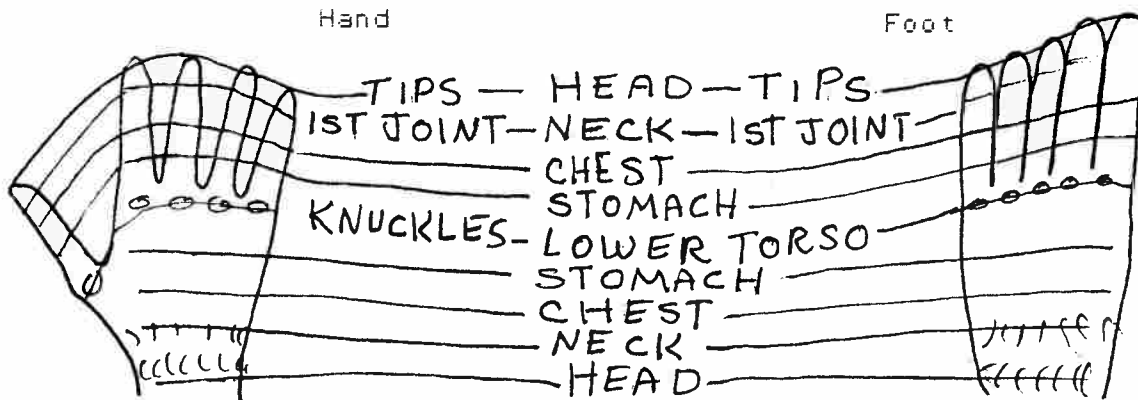 Hand Foot
TIPS — HEAD — TIPS
1ST JOINT — NECK — 1ST JOINT
CHEST
STOMACH
KNUCKLES - LOWER TORSO
STOMACH
CHEST
NECK
HEAD